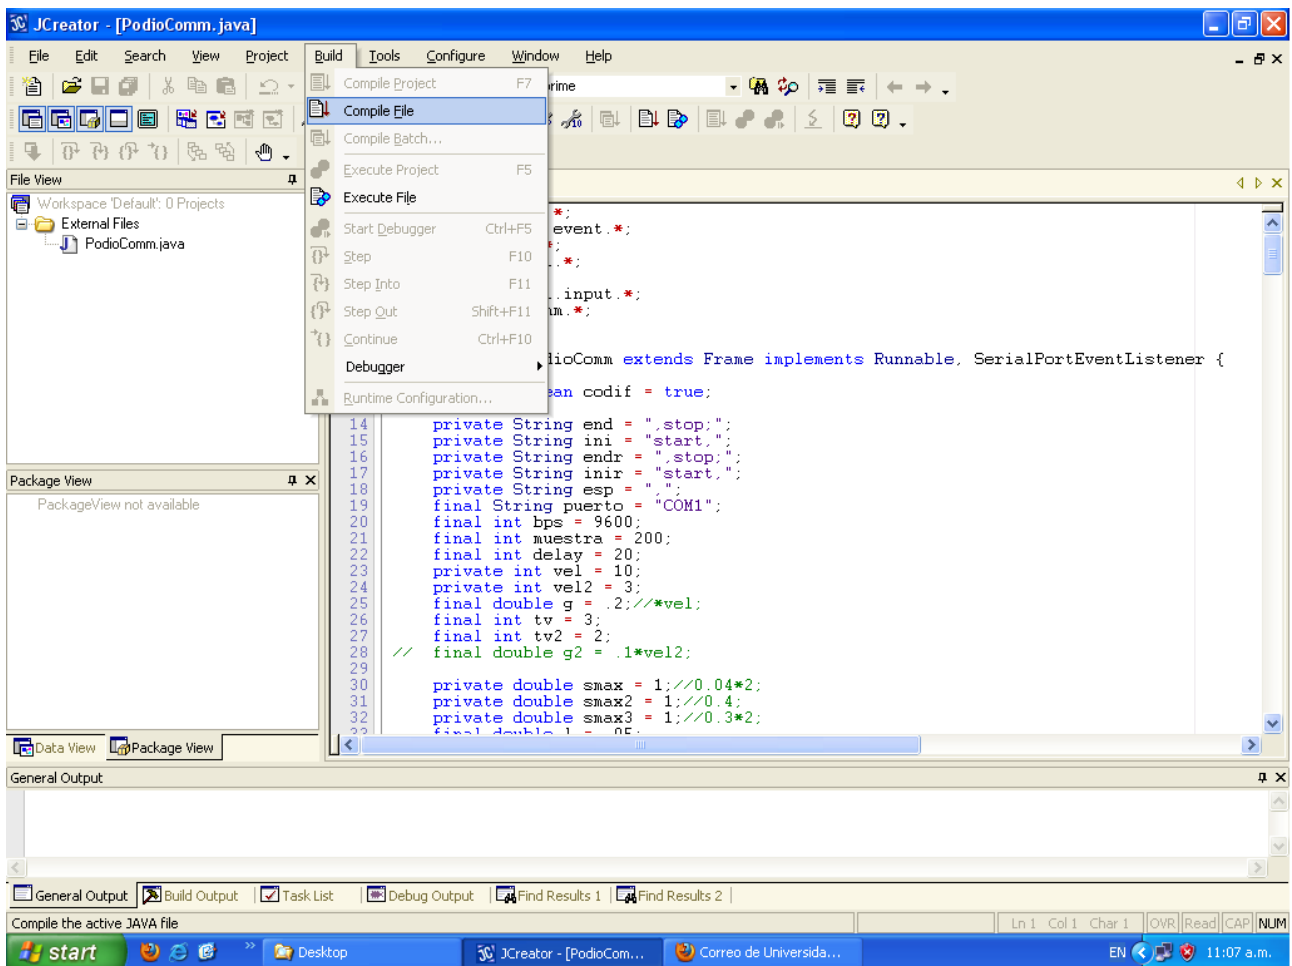 JCreator - [PodioComm.java]
File Edit Search View Project Build Tools Configure Window Help
Compile Project F7
rime
Compile File
Compile Batch...
Execute Project F5
Execute File
Start Debugger Ctrl+F5
Step F10
Step Into F11
Step Out Shift+F11
Continue Ctrl+F10
Debugger
Runtime Configuration...
File View
Workspace 'Default': 0 Projects
External Files
PodioComm.java
Package View
PackageView not available
Data View Package View
*;
event.*;
*;
.*;
.input.*;
mm.*;
dioComm extends Frame implements Runnable, SerialPortEventListener {
ean codif = true;
14 private String end = ",stop;";
15 private String ini = "start,";
16 private String endr = ",stop;";
17 private String inir = "start,";
18 private String esp = ",";
19 final String puerto = "COM1";
20 final int bps = 9600;
21 final int muestra = 200;
22 final int delay = 20;
23 private int vel = 10;
24 private int vel2 = 3;
25 final double g = .2;//*vel;
26 final int tv = 3;
27 final int tv2 = 2;
28 // final double g2 = .1*vel2;
29
30 private double smax = 1;//0.04*2;
31 private double smax2 = 1;//0.4;
32 private double smax3 = 1;//0.3*2;
General Output
General Output Build Output Task List Debug Output Find Results 1 Find Results 2
Compile the active JAVA file Ln 1 Col 1 Char 1 OVR Read CAP NUM
start Desktop JCreator - [PodioCom... Correo de Universida... EN 11:07 a.m.